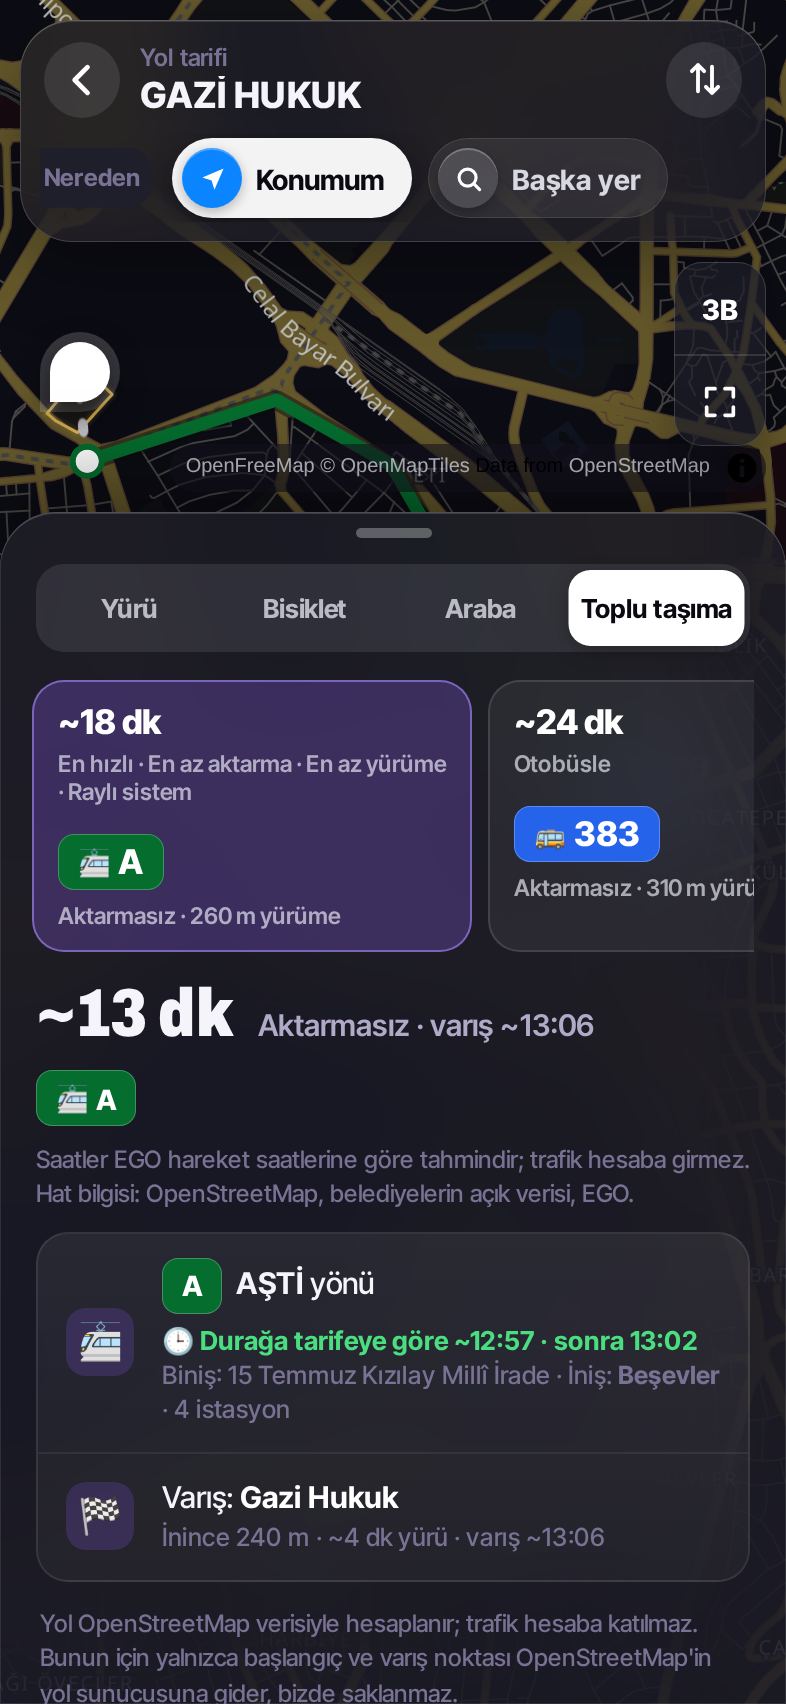 Yol tarifi
GAZİ HUKUK
Nereden
Konumum
Başka yer
Celal Bayar Bulvarı
3B
OpenFreeMap © OpenMapTiles Data from OpenStreetMap
Yürü
Bisiklet
Araba
Toplu taşıma
~18 dk
En hızlı · En az aktarma · En az yürüme
· Raylı sistem
A
Aktarmasız · 260 m yürüme
~24 dk
Otobüsle
383
Aktarmasız · 310 m yürü
~13 dk
Aktarmasız · varış ~13:06
A
Saatler EGO hareket saatlerine göre tahmindir; trafik hesaba girmez.
Hat bilgisi: OpenStreetMap, belediyelerin açık verisi, EGO.
A AŞTİ yönü
Durağa tarifeye göre ~12:57 · sonra 13:02
Biniş: 15 Temmuz Kızılay Millî İrade · İniş: Beşevler
· 4 istasyon
Varış: Gazi Hukuk
İnince 240 m · ~4 dk yürü · varış ~13:06
Yol OpenStreetMap verisiyle hesaplanır; trafik hesaba katılmaz.
Bunun için yalnızca başlangıç ve varış noktası OpenStreetMap'in
yol sunucusuna gider, bizde saklanmaz.